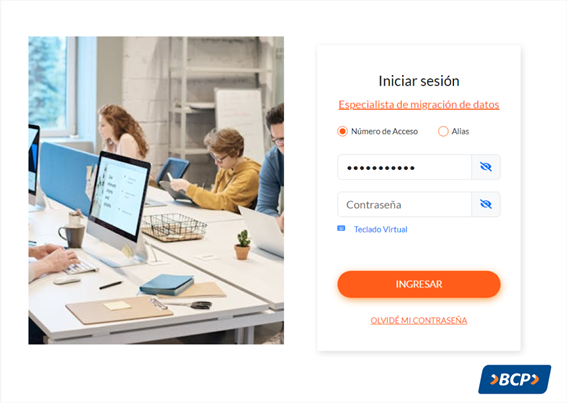 Iniciar sesión
Especialista de migración de datos
Número de Acceso
Alias
Contraseña
Teclado Virtual
INGRESAR
OLVIDÉ MI CONTRASEÑA
BCP